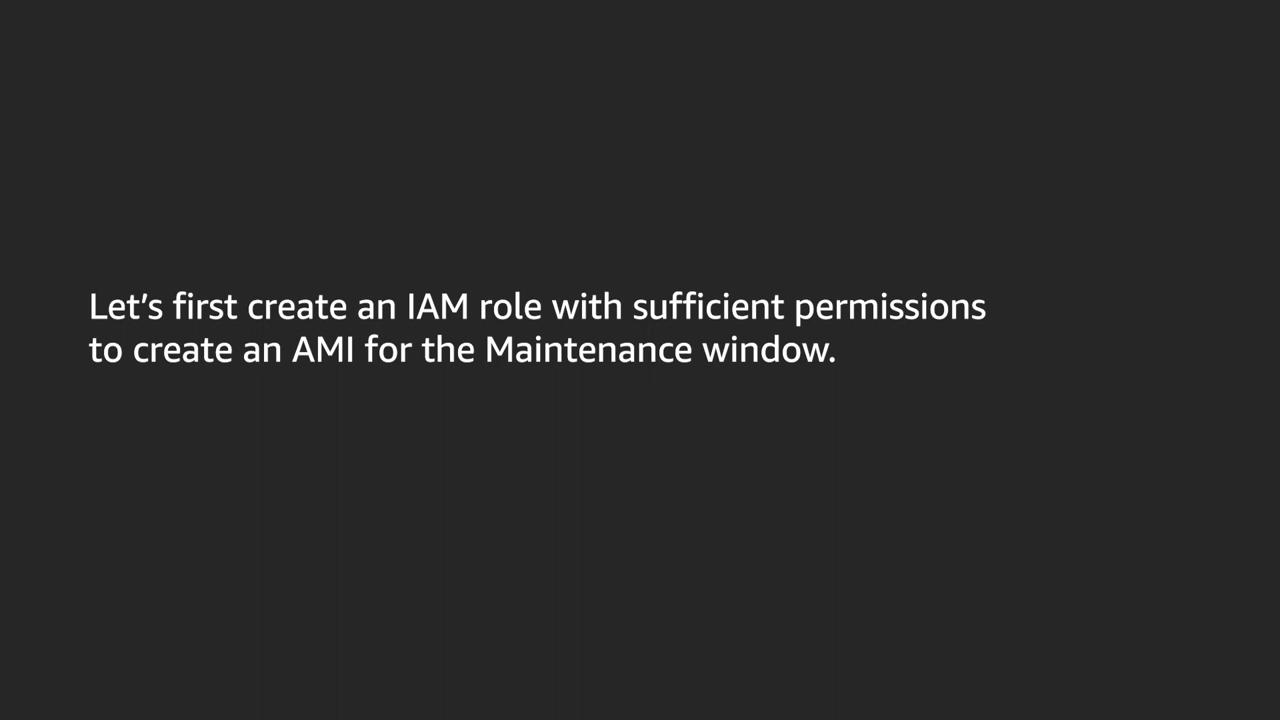 Let’s first create an IAM role with sufficient permissions
to create an AMI for the Maintenance window.